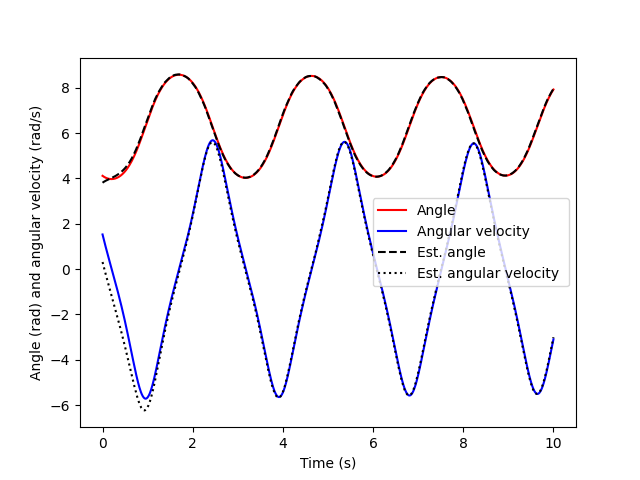 Angle (rad) and angular velocity (rad/s)
8
6
4
2
0
−2
−4
−6
Angle
Angular velocity
Est. angle
Est. angular velocity
0 2 4 6 8 10
Time (s)